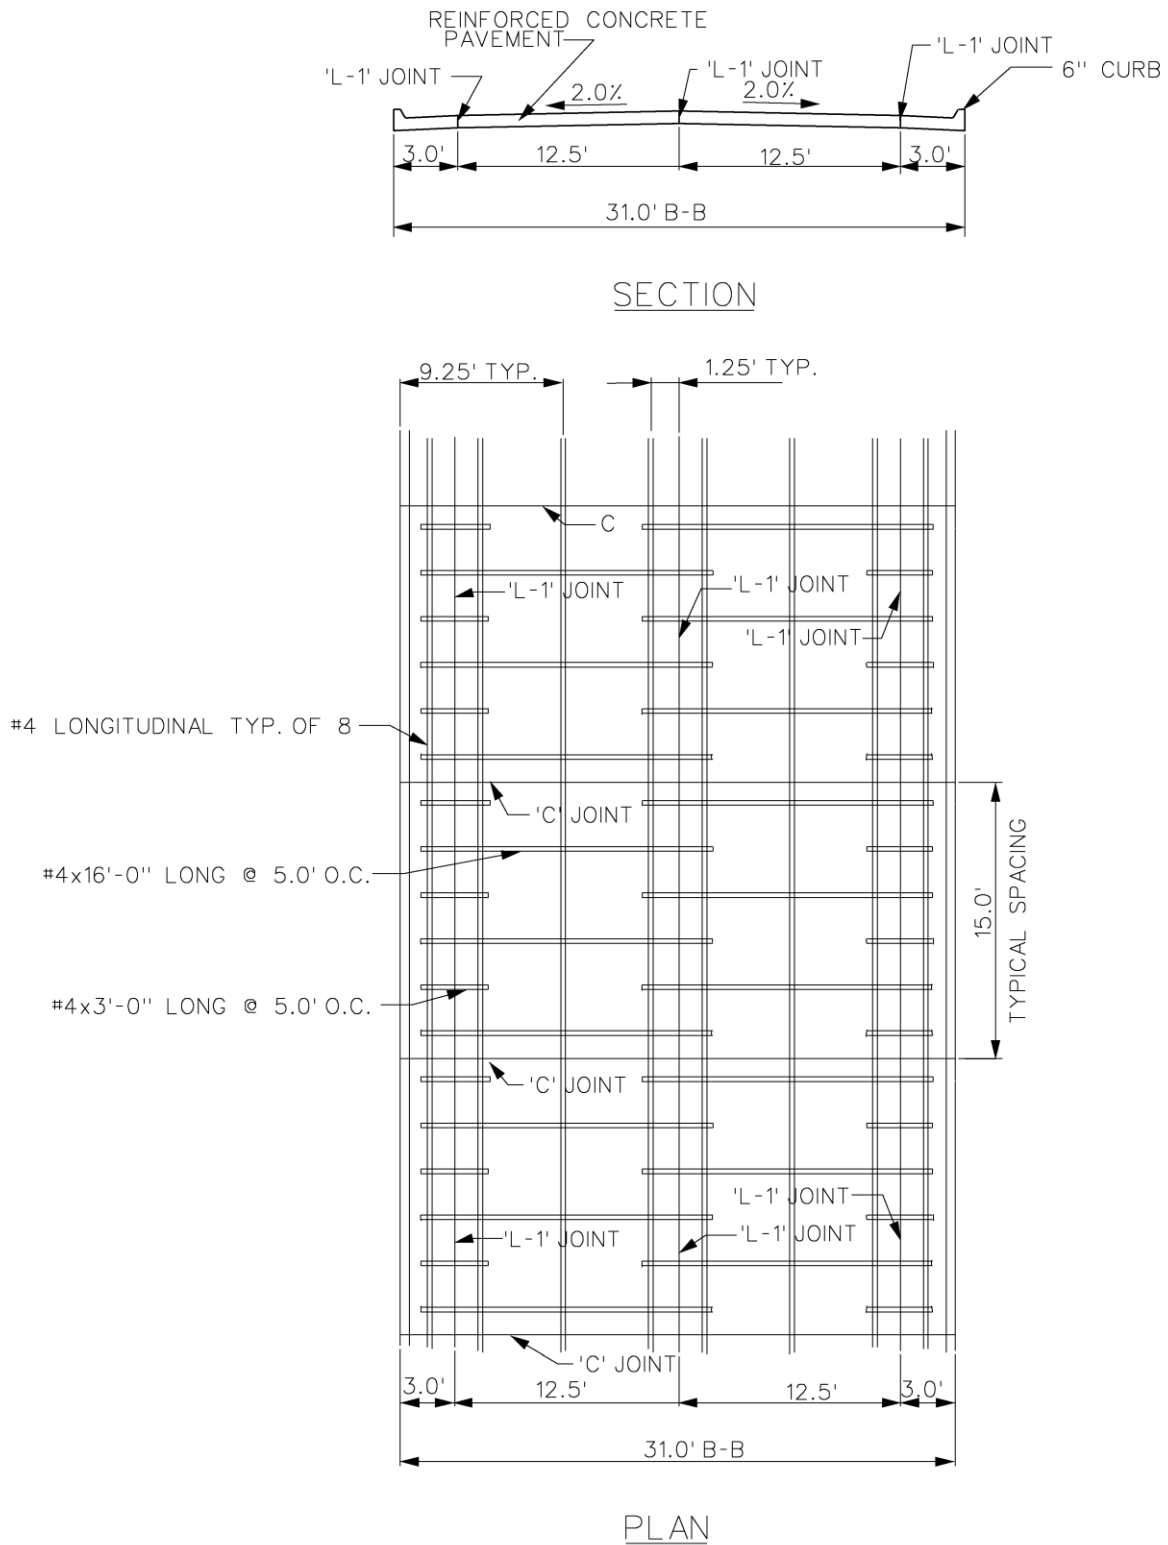 REINFORCED CONCRETE
PAVEMENT
'L-1' JOINT
'L-1' JOINT
'L-1' JOINT
6" CURB
2.0%
2.0%
3.0'
12.5'
12.5'
3.0'
31.0' B-B
SECTION
9.25' TYP.
1.25' TYP.
C
'L-1' JOINT
'L-1' JOINT
'L-1' JOINT
#4 LONGITUDINAL TYP. OF 8
'C' JOINT
#4x16'-0" LONG @ 5.0' O.C.
15.0'
TYPICAL SPACING
#4x3'-0" LONG @ 5.0' O.C.
'C' JOINT
'L-1' JOINT
'L-1' JOINT
'L-1' JOINT
'C' JOINT
3.0'
12.5'
12.5'
3.0'
31.0' B-B
PLAN